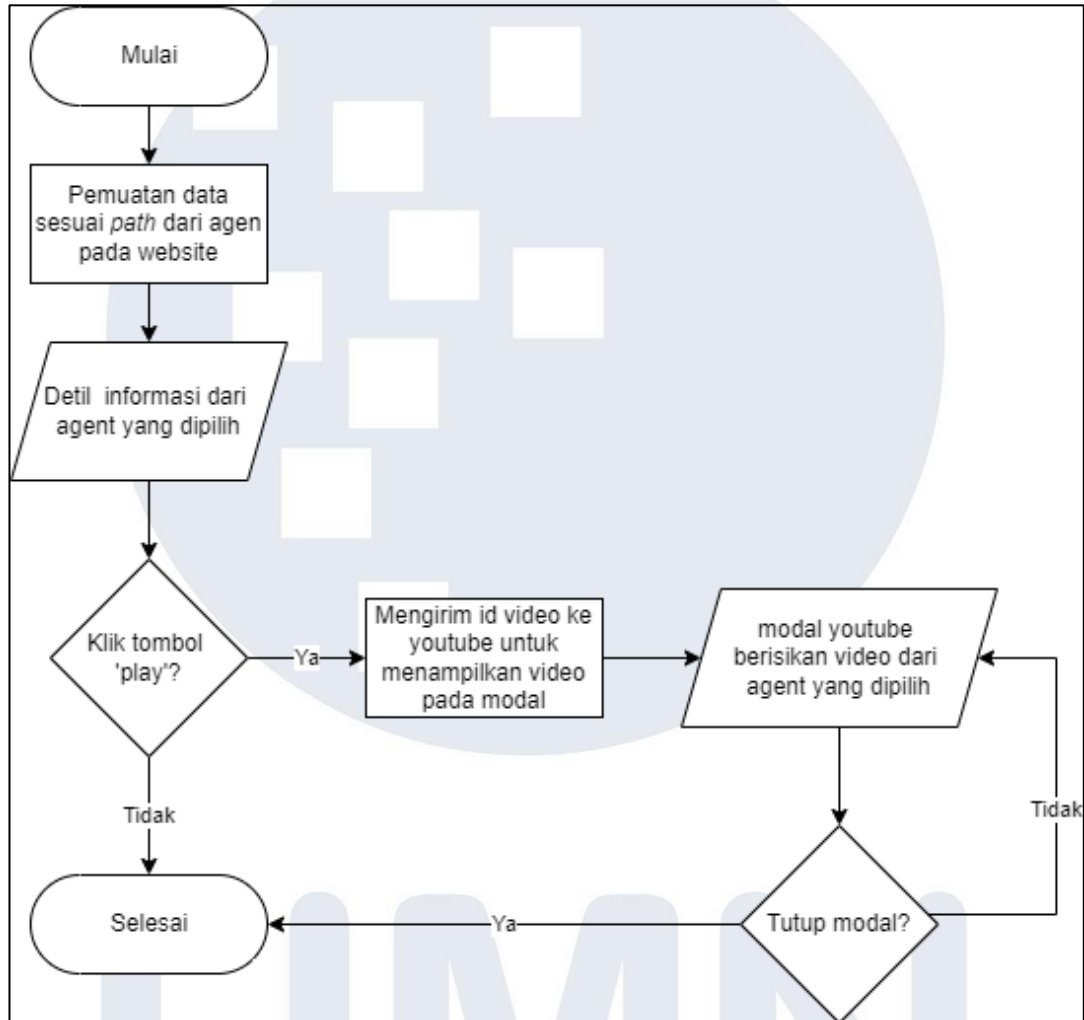 Mulai
Pemuatan data
sesuai path dari agen
pada website
Detil informasi dari
agent yang dipilih
Klik tombol
'play'?
Ya
Mengirim id video ke
youtube untuk
menampilkan video
pada modal
modal youtube
berisikan video dari
agent yang dipilih
Tidak
Tidak
Selesai
Ya
Tutup modal?